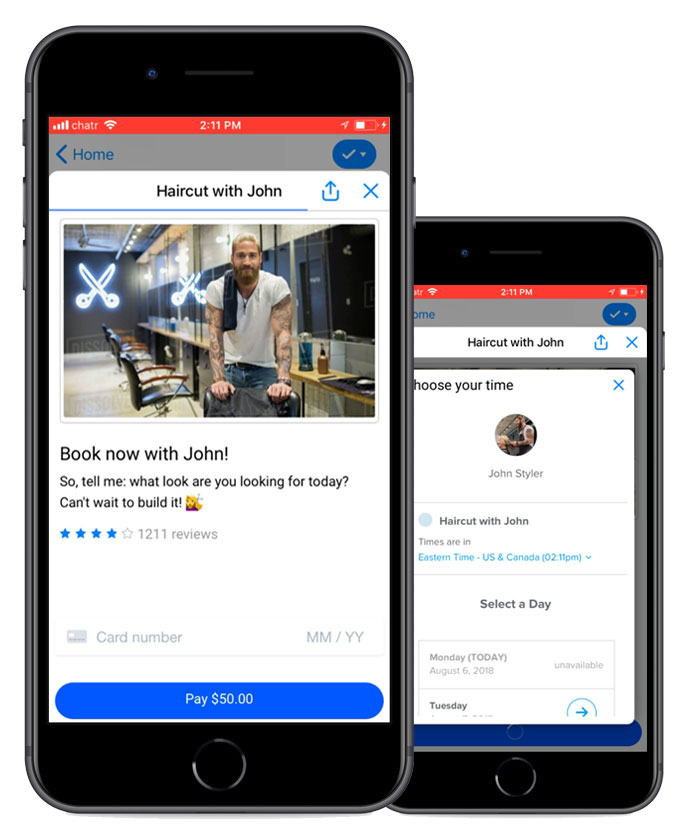 chatr
2:11 PM
Home
Haircut with John
Book now with John!
So, tell me: what look are you looking for today?
Can't wait to build it! 💇
1211 reviews
Card number
MM / YY
Pay $50.00
atr
2:11 PM
ome
Haircut with John
hoose your time
John Styler
Haircut with John
Times are in
Eastern Time - US & Canada (02:11pm)
Select a Day
Monday (TODAY)
August 6, 2018
unavailable
Tuesday